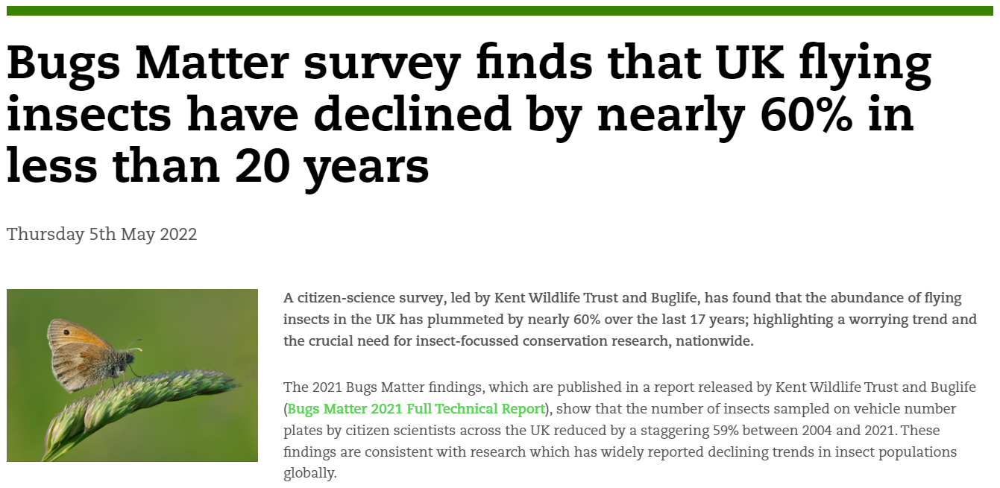 Bugs Matter survey finds that UK flying
insects have declined by nearly 60% in
less than 20 years
Thursday 5th May 2022
A citizen-science survey, led by Kent Wildlife Trust and Buglife, has found that the abundance of flying
insects in the UK has plummeted by nearly 60% over the last 17 years; highlighting a worrying trend and
the crucial need for insect-focussed conservation research, nationwide.
The 2021 Bugs Matter findings, which are published in a report released by Kent Wildlife Trust and Buglife
(Bugs Matter 2021 Full Technical Report), show that the number of insects sampled on vehicle number
plates by citizen scientists across the UK reduced by a staggering 59% between 2004 and 2021. These
findings are consistent with research which has widely reported declining trends in insect populations
globally.